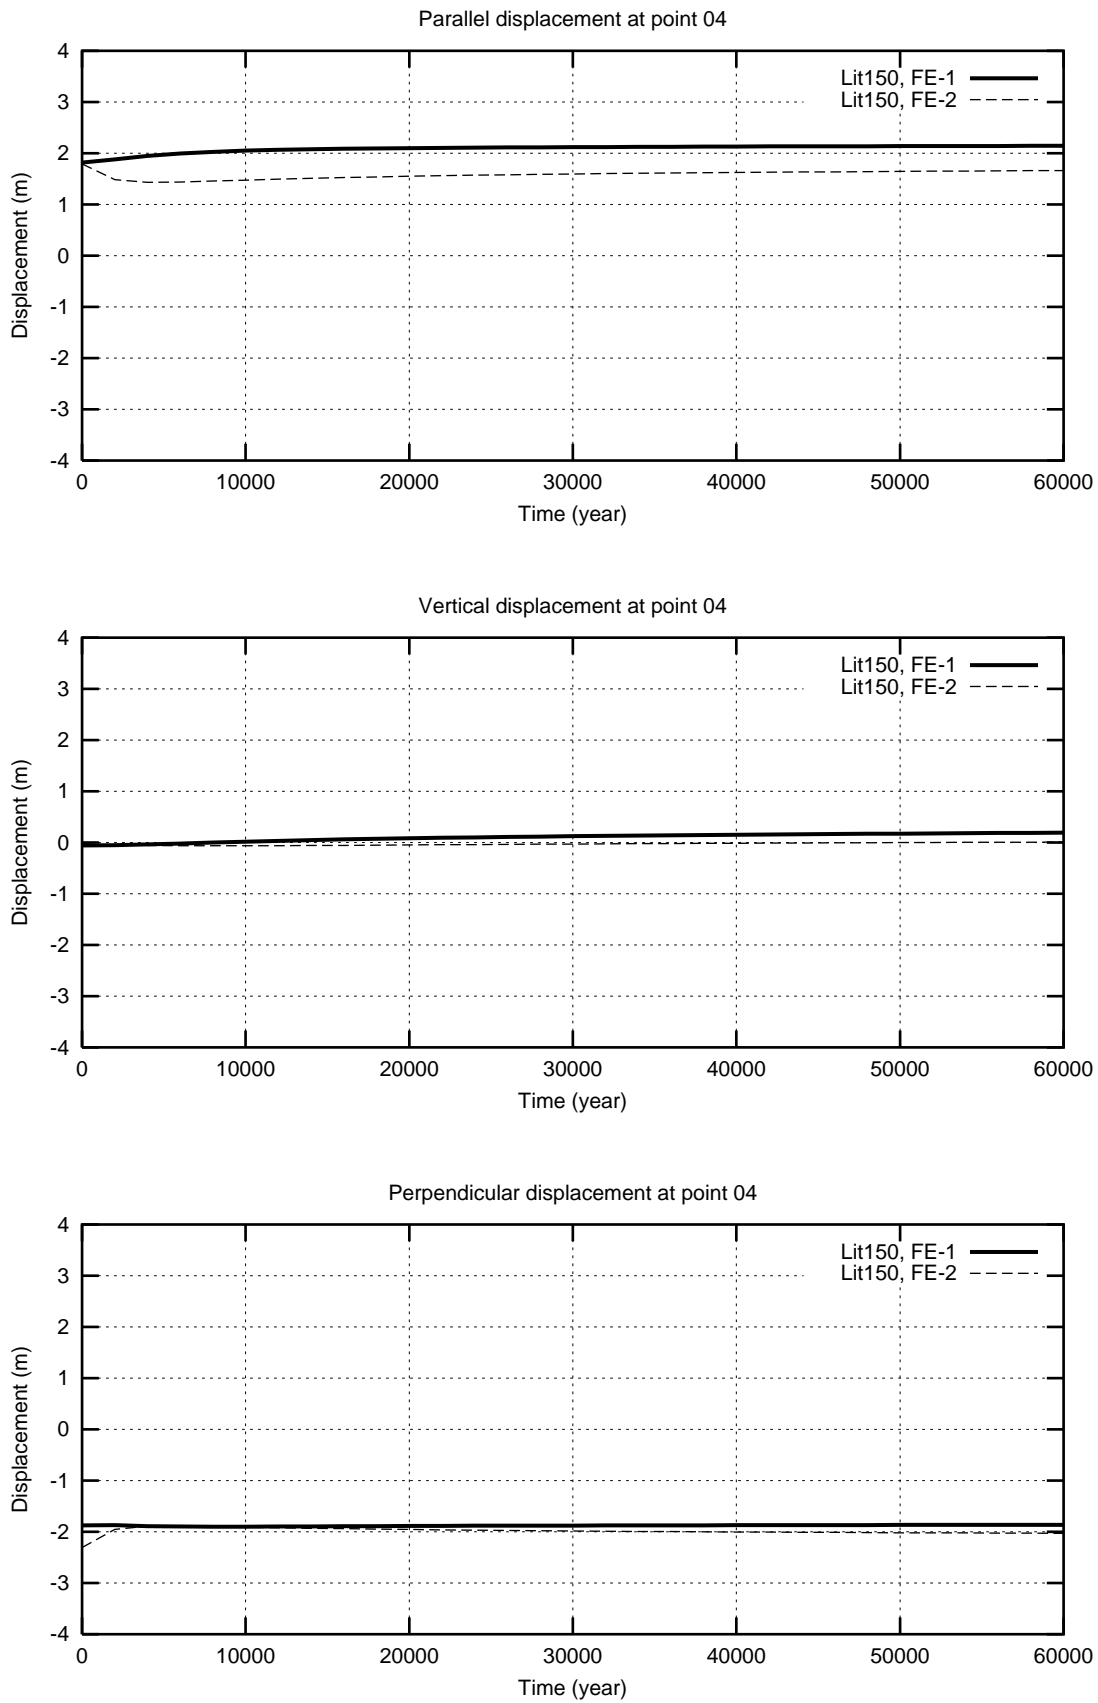 Parallel displacement at point 04
4
3
2
1
0
-1
-2
-3
-4
Displacement (m)
Lit150, FE-1
Lit150, FE-2
0 10000 20000 30000 40000 50000 60000
Time (year)
Vertical displacement at point 04
4
3
2
1
0
-1
-2
-3
-4
Displacement (m)
Lit150, FE-1
Lit150, FE-2
0 10000 20000 30000 40000 50000 60000
Time (year)
Perpendicular displacement at point 04
4
3
2
1
0
-1
-2
-3
-4
Displacement (m)
Lit150, FE-1
Lit150, FE-2
0 10000 20000 30000 40000 50000 60000
Time (year)